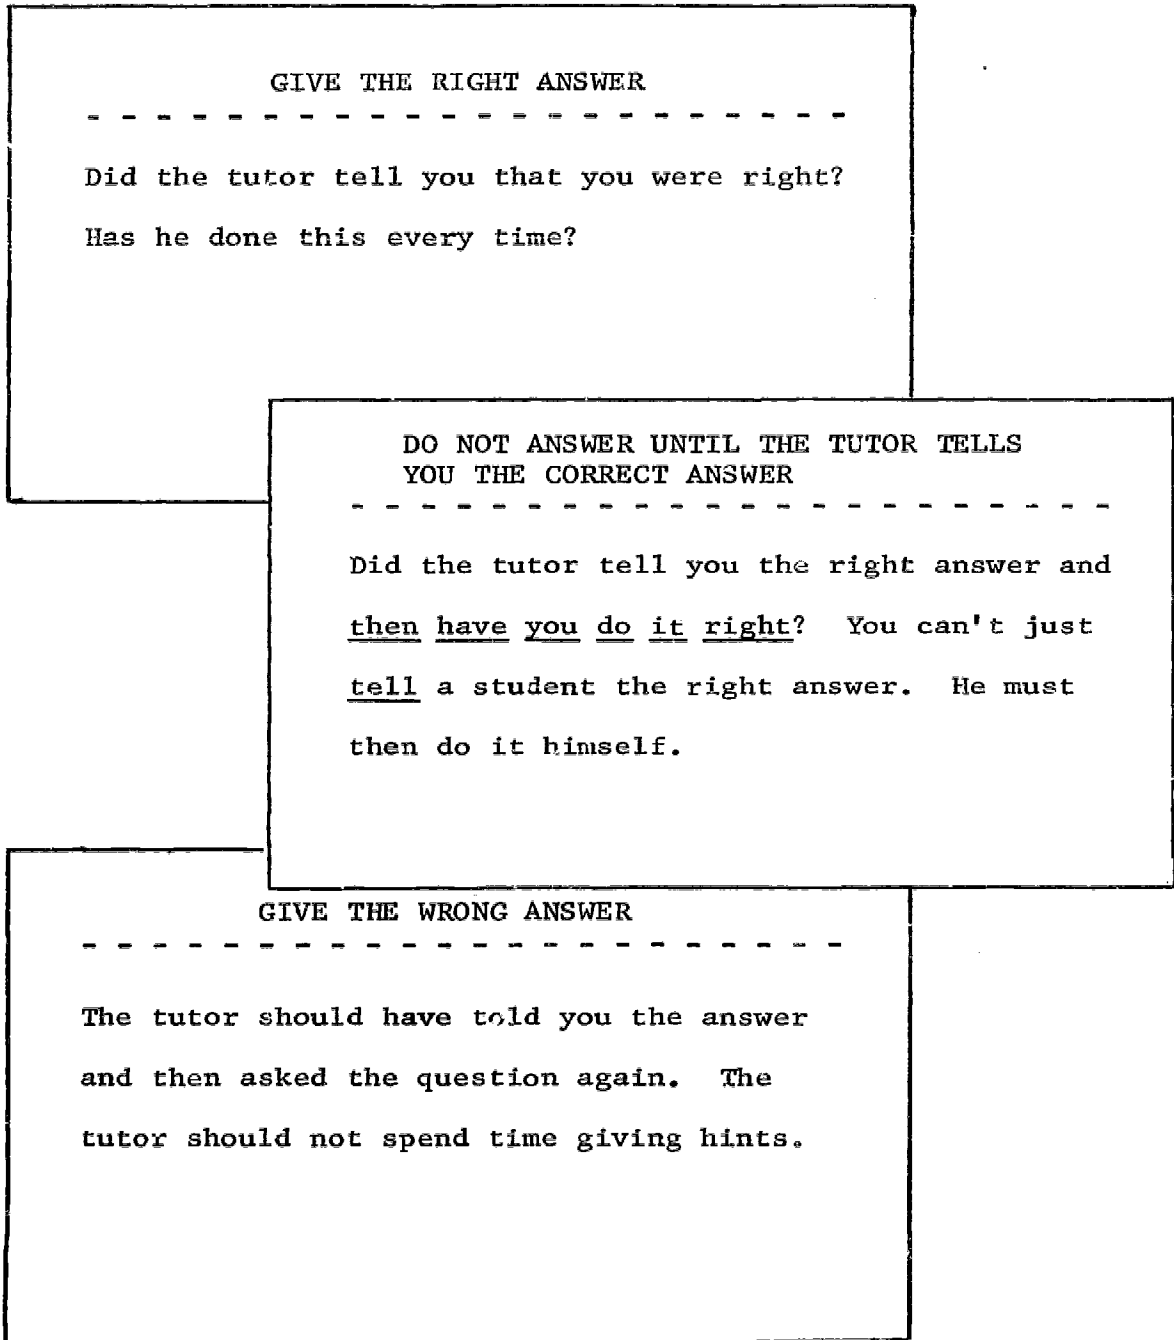 GIVE THE RIGHT ANSWER
Did the tutor tell you that you were right?
Has he done this every time?
DO NOT ANSWER UNTIL THE TUTOR TELLS
YOU THE CORRECT ANSWER
Did the tutor tell you the right answer and
then have you do it right? You can't just
tell a student the right answer. He must
then do it himself.
GIVE THE WRONG ANSWER
The tutor should have told you the answer
and then asked the question again. The
tutor should not spend time giving hints.